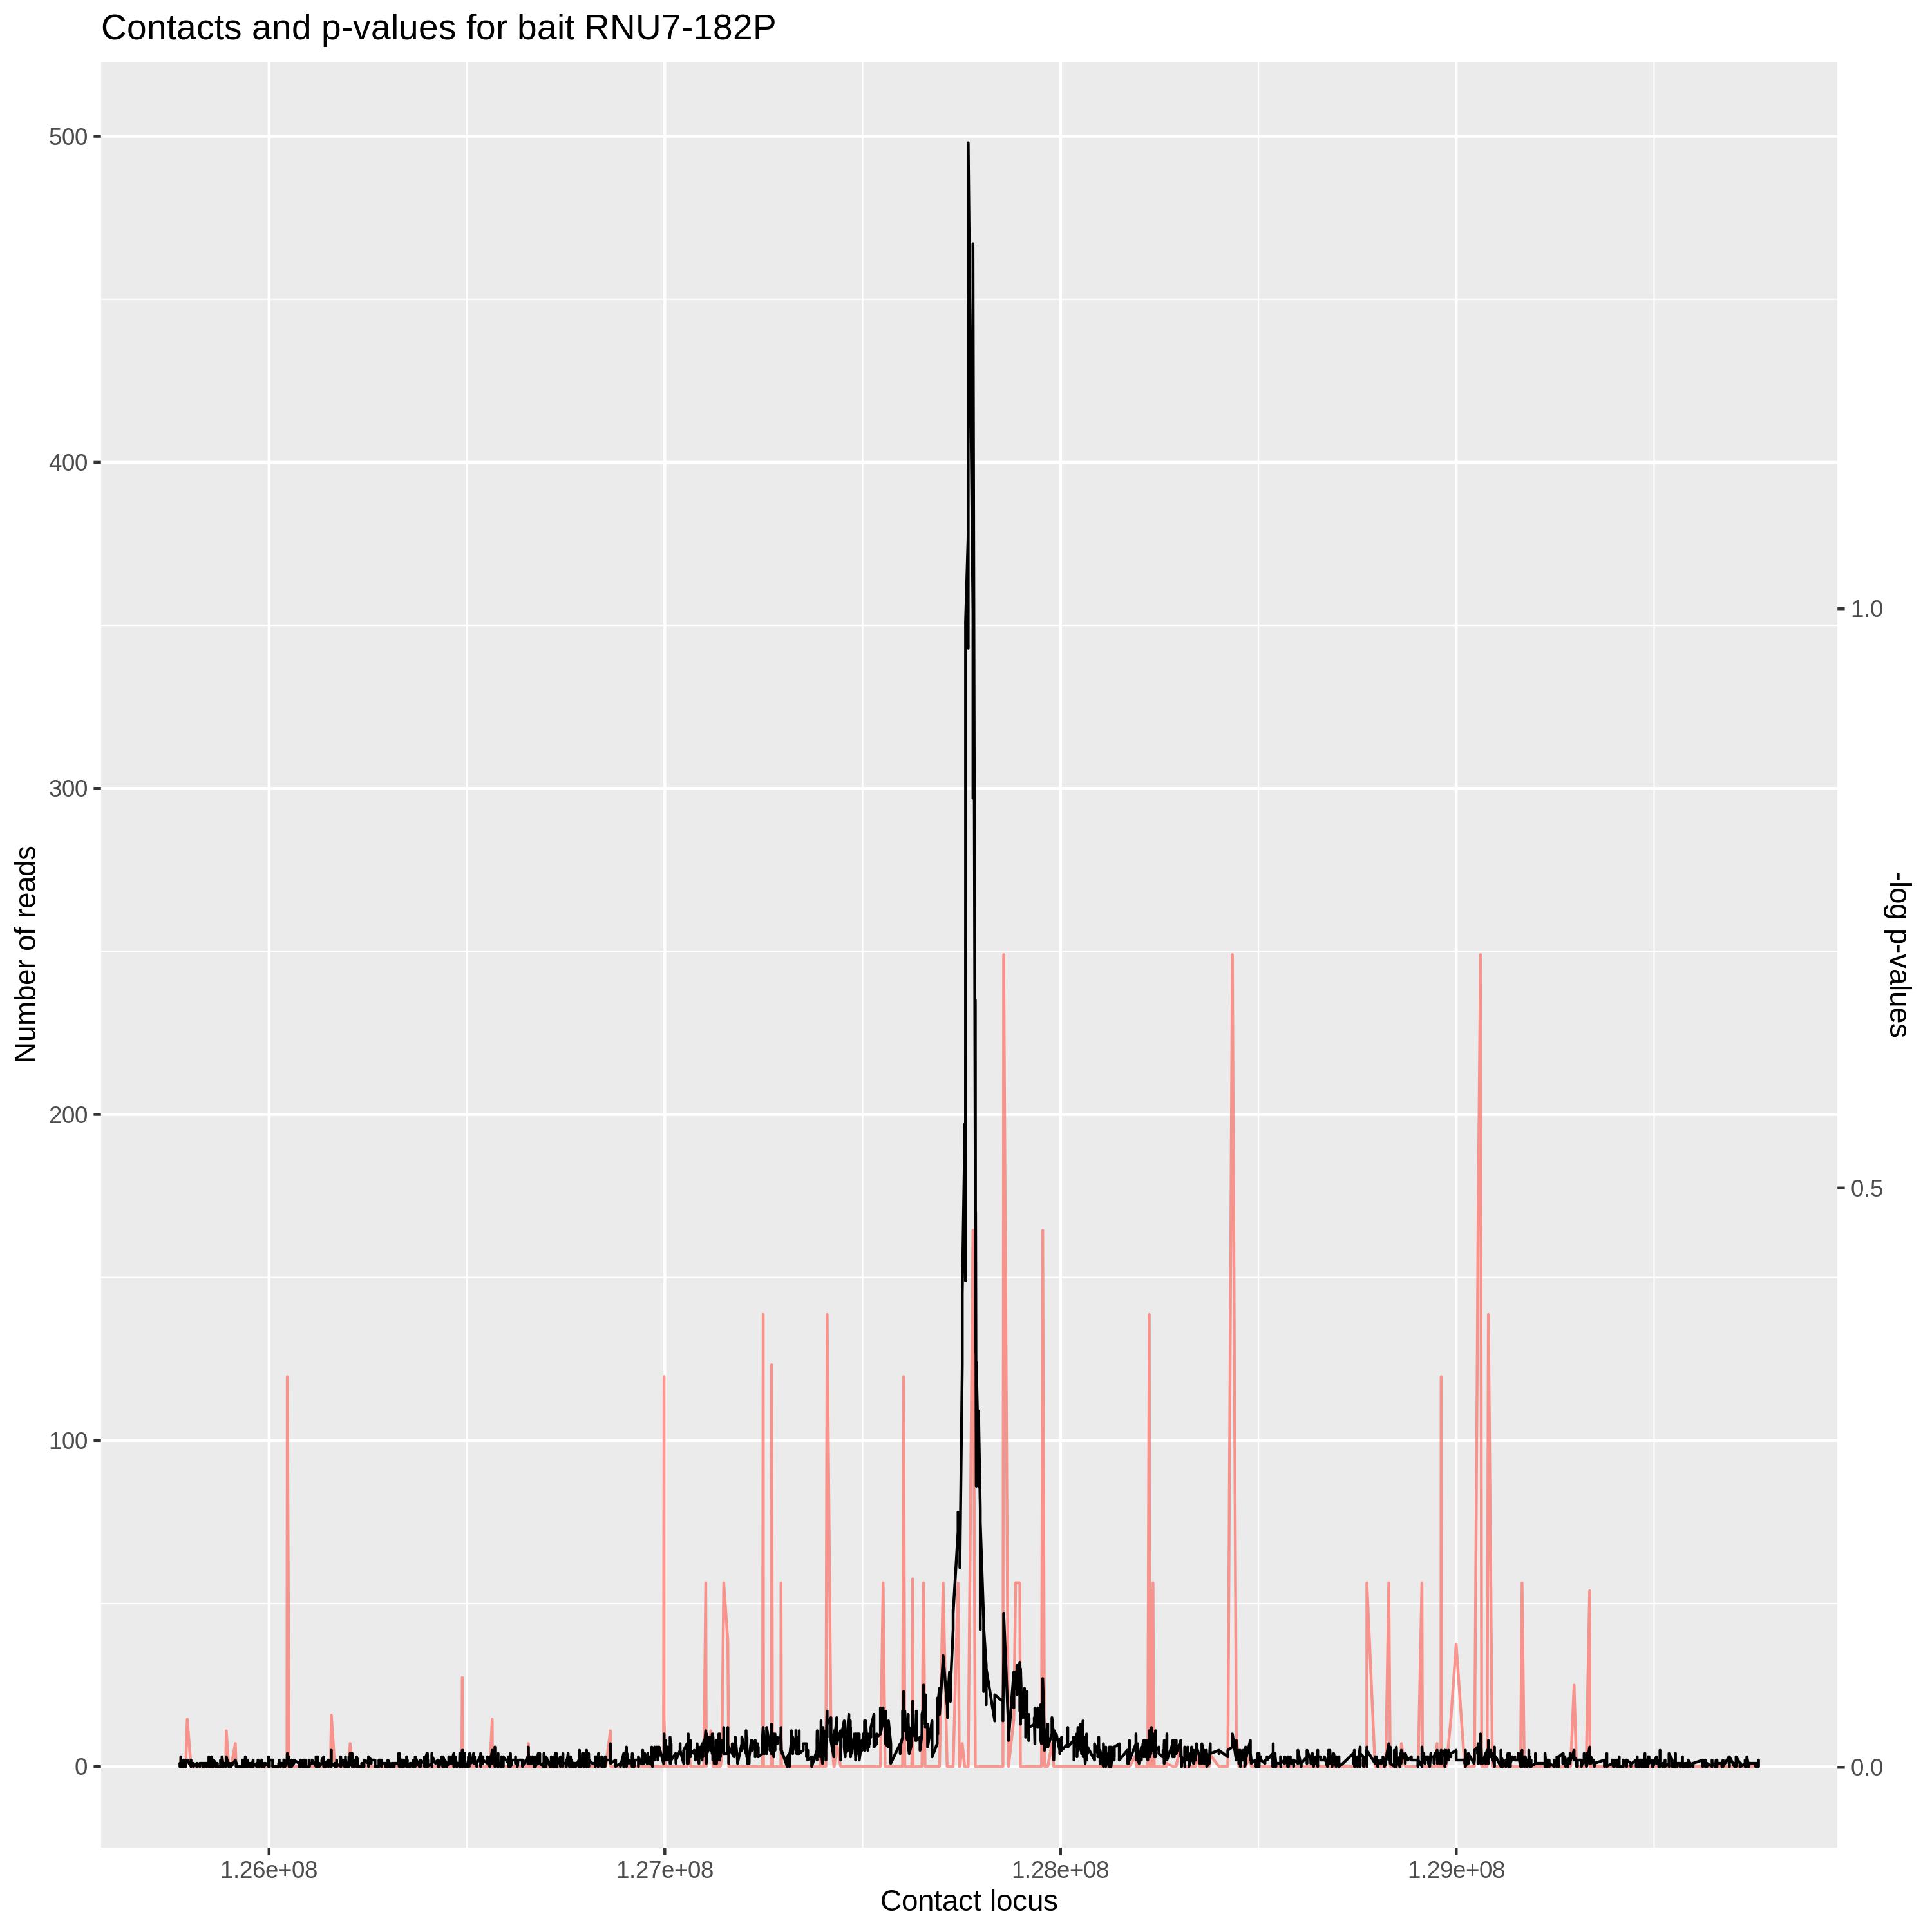 Contacts and p-values for bait RNU7-182P
500
400
300
200
100
0
Number of reads
1.0
0.5
0.0
-log p-values
1.26e+08 1.27e+08 1.28e+08 1.29e+08
Contact locus